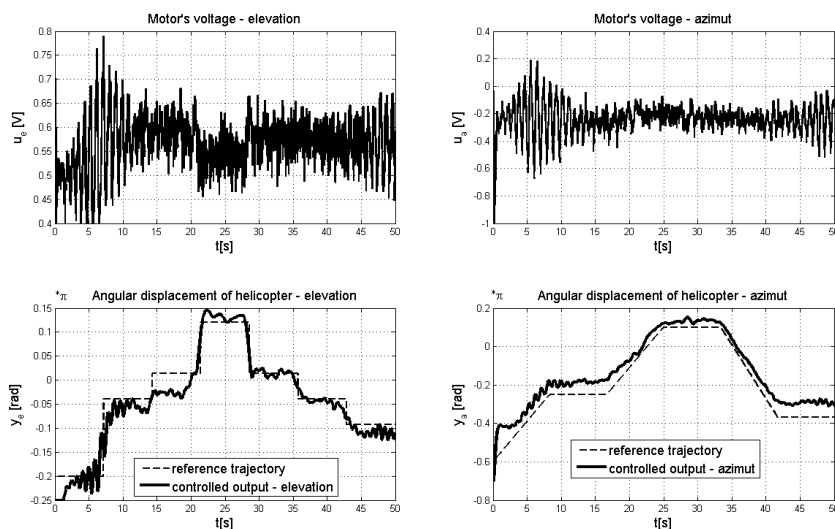 Motor's voltage - elevation
0.8
0.75
0.7
0.65
0.6
0.55
0.5
0.45
0.4
u_e [V]
0 5 10 15 20 25 30 35 40 45 50
t[s]
Motor's voltage - azimut
0.4
0.2
0
-0.2
-0.4
-0.6
-0.8
-1
u_a [V]
0 5 10 15 20 25 30 35 40 45 50
t[s]
*π Angular displacement of helicopter - elevation
0.15
0.1
0.05
0
-0.05
-0.1
-0.15
-0.2
-0.25
y_e [rad]
reference trajectory
controlled output - elevation
0 5 10 15 20 25 30 35 40 45 50
t[s]
*π Angular displacement of helicopter - azimut
0.2
0
-0.2
-0.4
-0.6
-0.8
y_a [rad]
reference trajectory
controlled output - azimut
0 5 10 15 20 25 30 35 40 45 50
t[s]